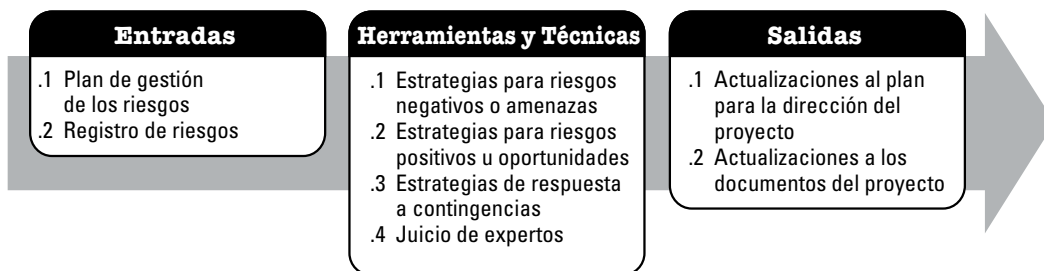 Entradas
.1 Plan de gestión
de los riesgos
.2 Registro de riesgos
Herramientas y Técnicas
.1 Estrategias para riesgos
negativos o amenazas
.2 Estrategias para riesgos
positivos u oportunidades
.3 Estrategias de respuesta
a contingencias
.4 Juicio de expertos
Salidas
.1 Actualizaciones al plan
para la dirección del
proyecto
.2 Actualizaciones a los
documentos del proyecto